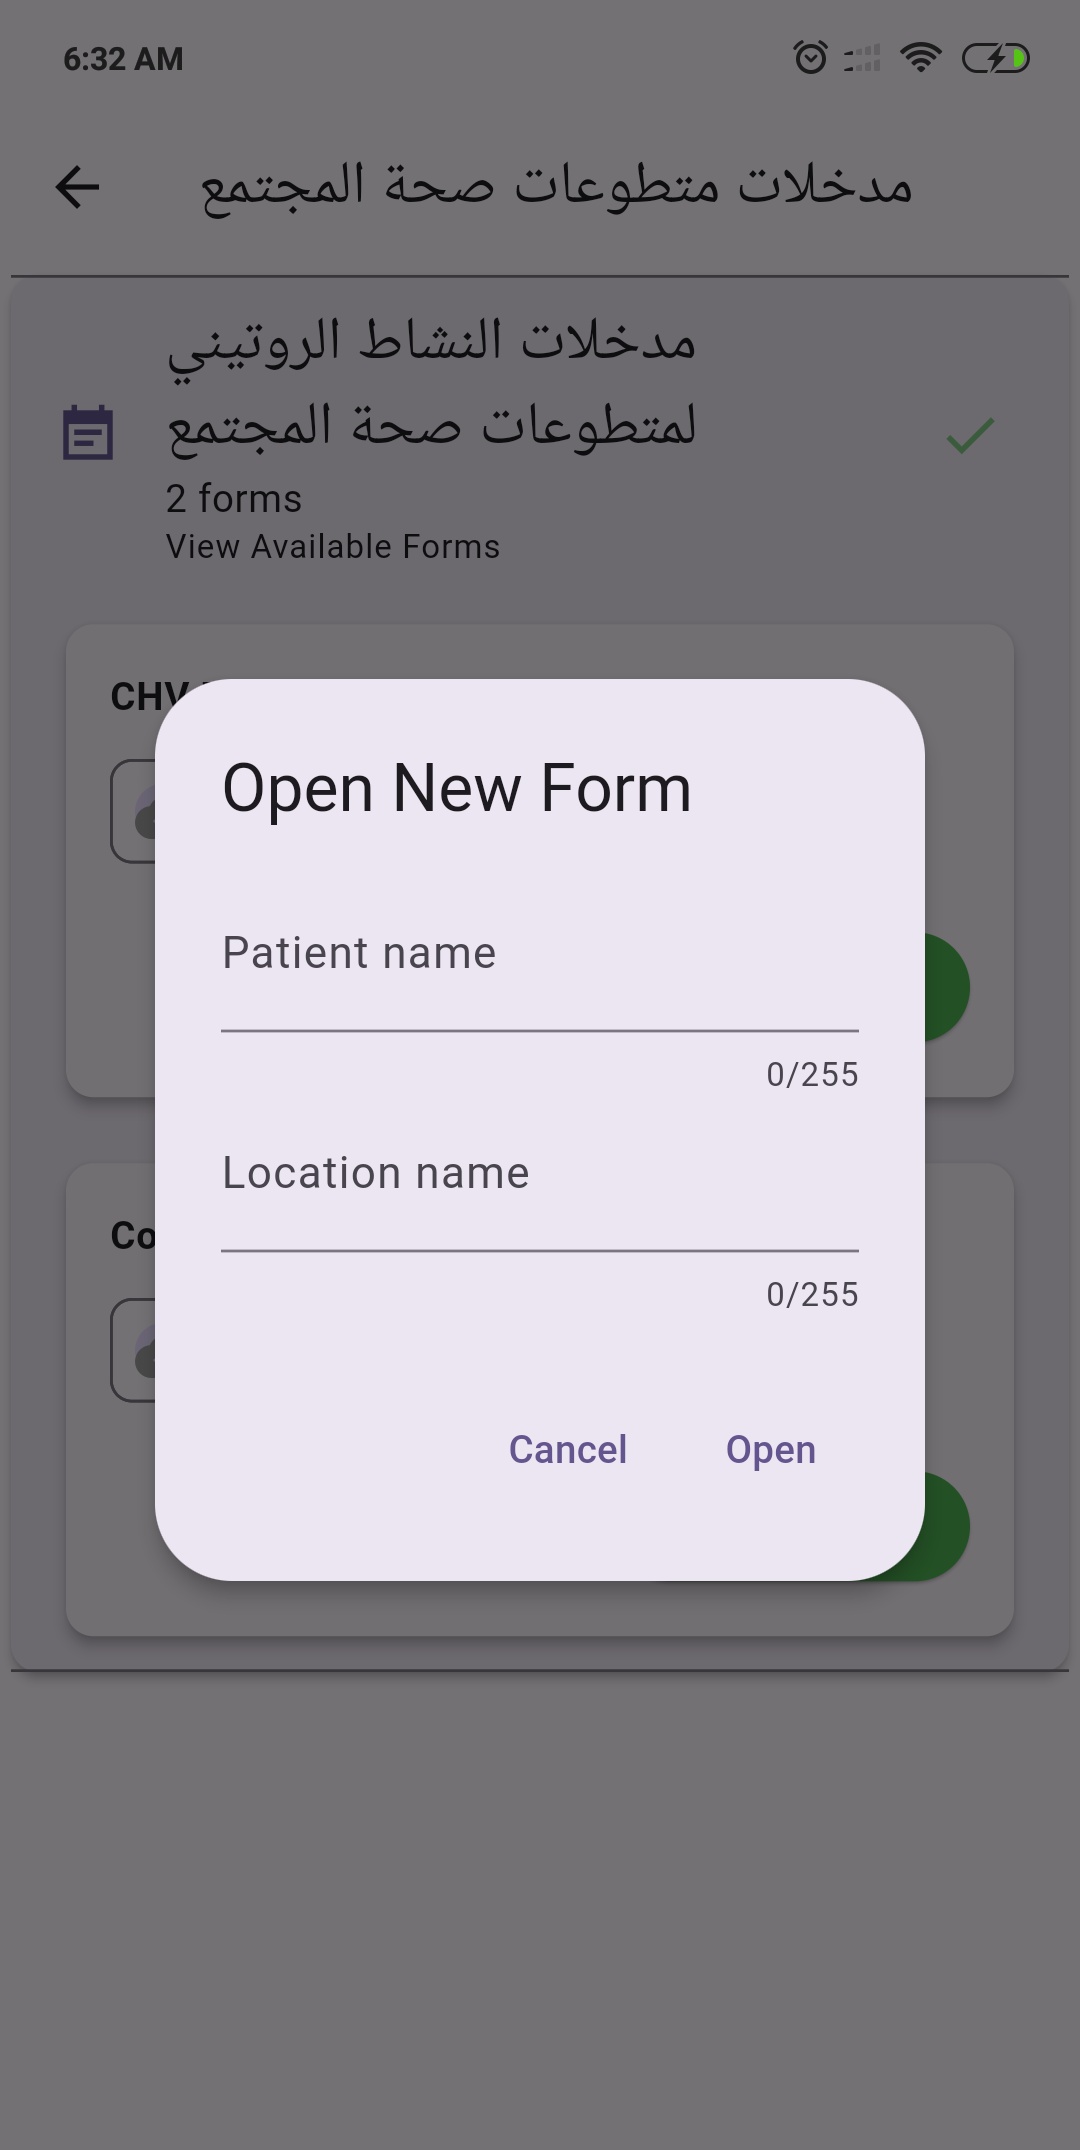 6:32 AM
مدخلات متطوعات صحة المجتمع
مدخلات النشاط الروتيني
لمتطوعات صحة المجتمع
2 forms
View Available Forms
CHV
Open New Form
Patient name
0/255
Location name
0/255
Cancel
Open